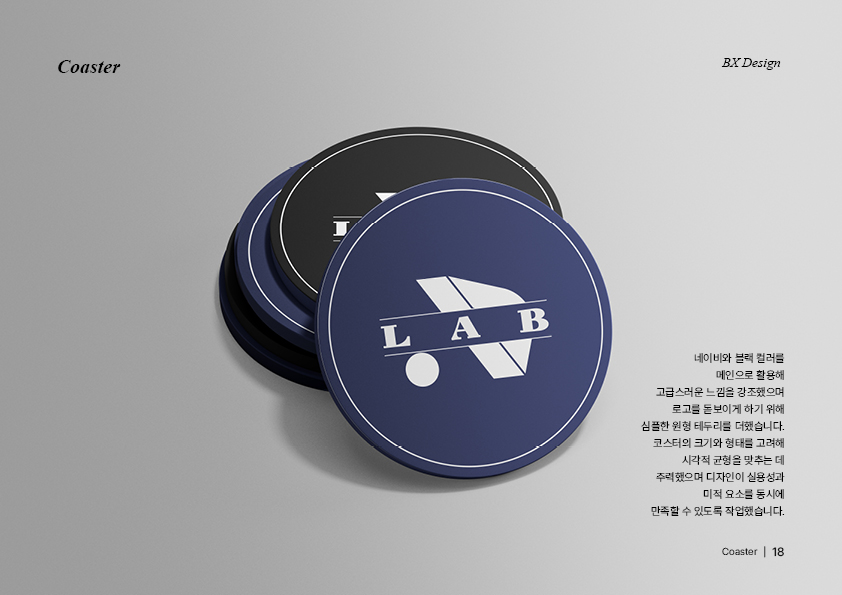 Coaster
BX Design
L
L A B
네이비와 블랙 컬러를
메인으로 활용해
고급스러운 느낌을 강조했으며
로고를 돋보이게 하기 위해
심플한 원형 테두리를 더했습니다.
코스터의 크기와 형태를 고려해
시각적 균형을 맞추는 데
주력했으며 디자인이 실용성과
미적 요소를 동시에
만족할 수 있도록 작업했습니다.
Coaster | 18